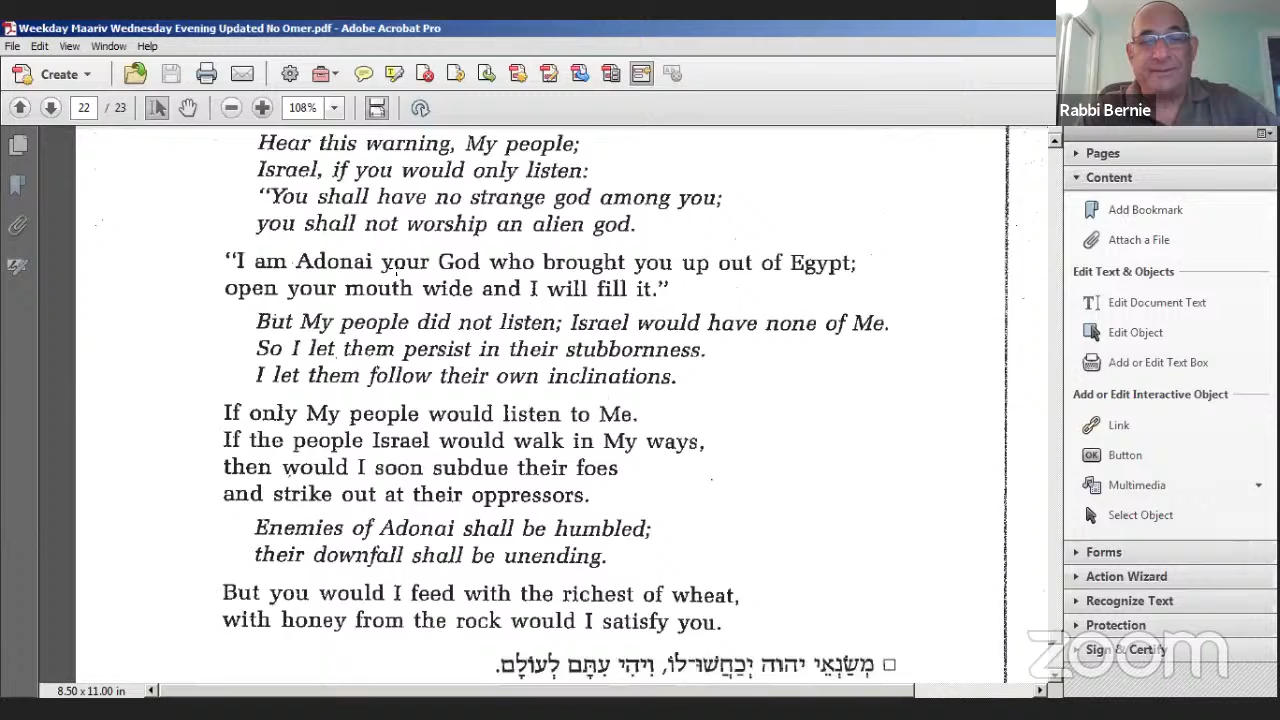 Weekday Maariv Wednesday Evening Updated No Omer.pdf - Adobe Acrobat Pro
File Edit View Window Help
Create
22 / 23 108%
Rabbi Bernie
Hear this warning, My people;
Israel, if you would only listen:
"You shall have no strange god among you;
you shall not worship an alien god.
"I am Adonai your God who brought you up out of Egypt;
open your mouth wide and I will fill it."
But My people did not listen; Israel would have none of Me.
So I let them persist in their stubbornness.
I let them follow their own inclinations.
If only My people would listen to Me.
If the people Israel would walk in My ways,
then would I soon subdue their foes
and strike out at their oppressors.
Enemies of Adonai shall be humbled;
their downfall shall be unending.
But you would I feed with the richest of wheat,
with honey from the rock would I satisfy you.
□ מְשַׂנְאֵי יהוה יְכַחֲשׁוּ־לוֹ, וִיהִי עִתָּם לְעוֹלָם.
8.50 x 11.00 in
Pages
Content
Add Bookmark
Attach a File
Edit Text & Objects
Edit Document Text
Edit Object
Add or Edit Text Box
Add or Edit Interactive Object
Link
OK Button
Multimedia
Select Object
Forms
Action Wizard
Recognize Text
Protection
Sign & Certify
zoom